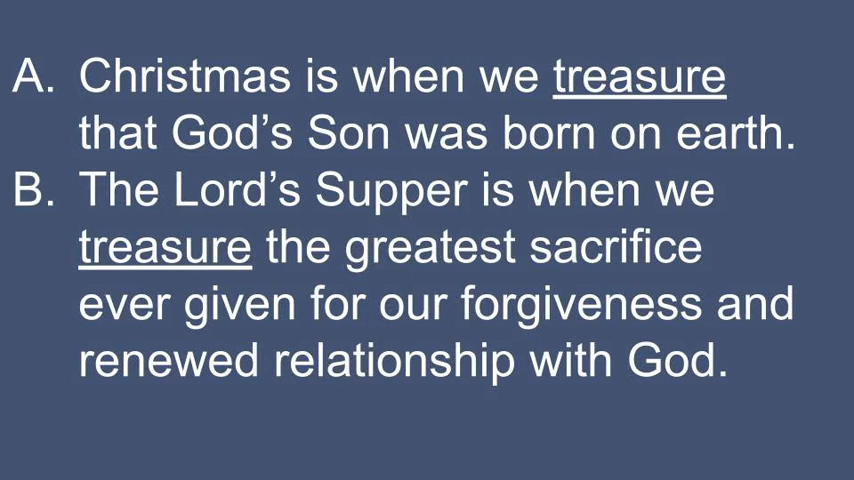 A. Christmas is when we treasure
that God’s Son was born on earth.
B. The Lord’s Supper is when we
treasure the greatest sacrifice
ever given for our forgiveness and
renewed relationship with God.